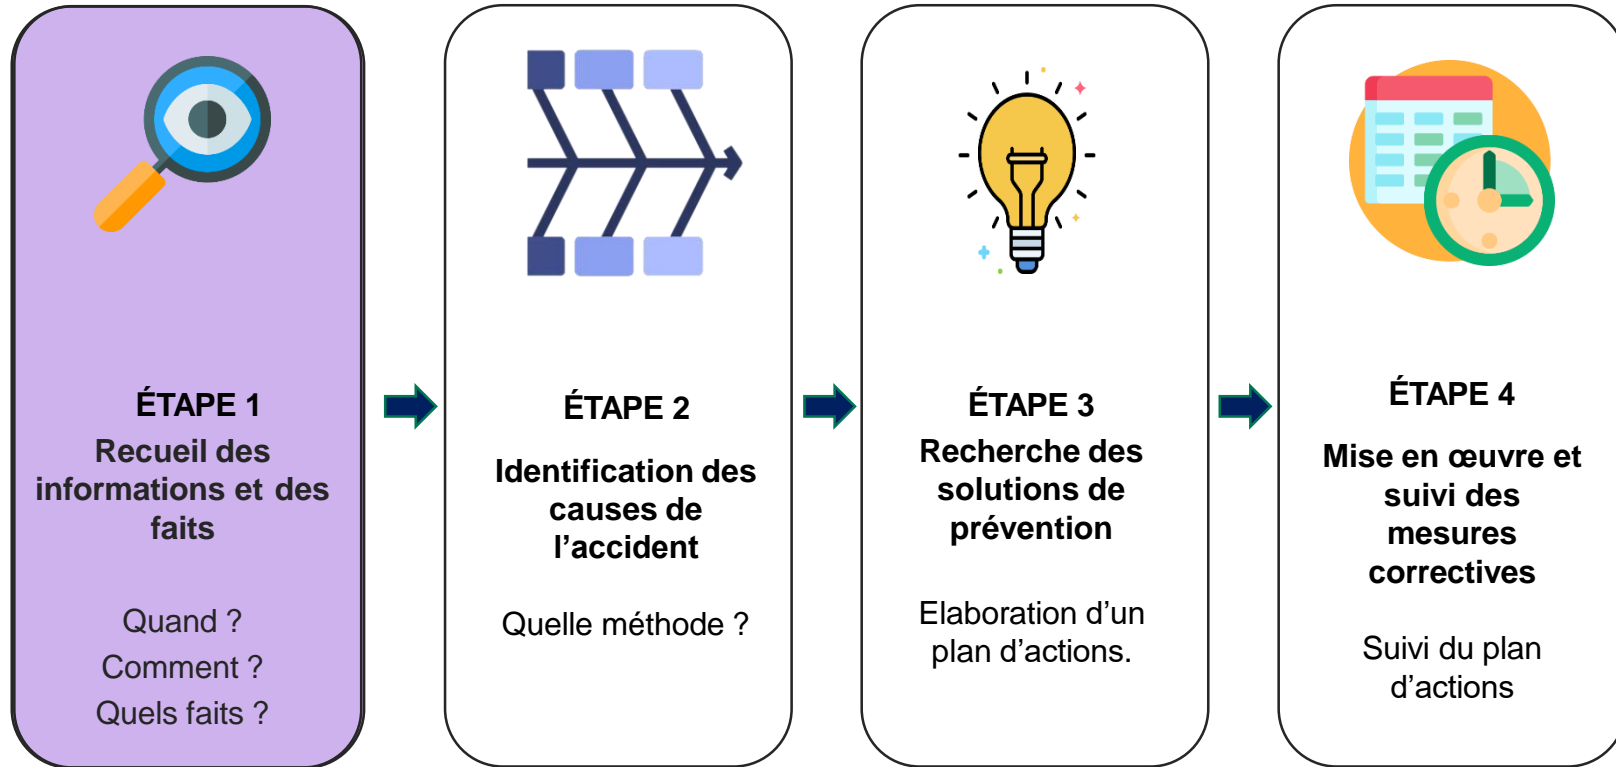 ÉTAPE 1
Recueil des
informations et des
faits
Quand ?
Comment ?
Quels faits ?
ÉTAPE 2
Identification des
causes de
l’accident
Quelle méthode ?
ÉTAPE 3
Recherche des
solutions de
prévention
Elaboration d’un
plan d’actions.
ÉTAPE 4
Mise en œuvre et
suivi des
mesures
correctives
Suivi du plan
d’actions